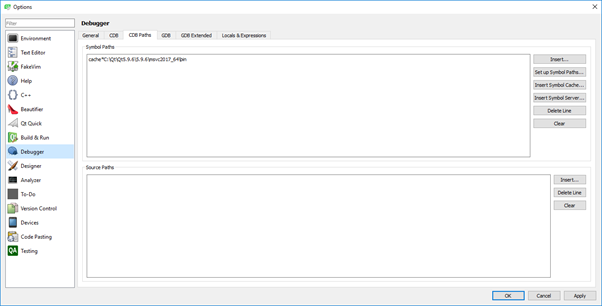 Options
Filter
Environment
Text Editor
FakeVim
Help
C++
Beautifier
Qt Quick
Build & Run
Debugger
Designer
Analyzer
To-Do
Version Control
Devices
Code Pasting
QA Testing
Debugger
General CDB CDB Paths GDB GDB Extended Locals & Expressions
Symbol Paths
cache*C:\Qt\Qt5.9.6\5.9.6\msvc2017_64\bin
Insert...
Set up Symbol Paths...
Insert Symbol Cache...
Insert Symbol Server...
Delete Line
Clear
Source Paths
Insert...
Delete Line
Clear
OK Cancel Apply